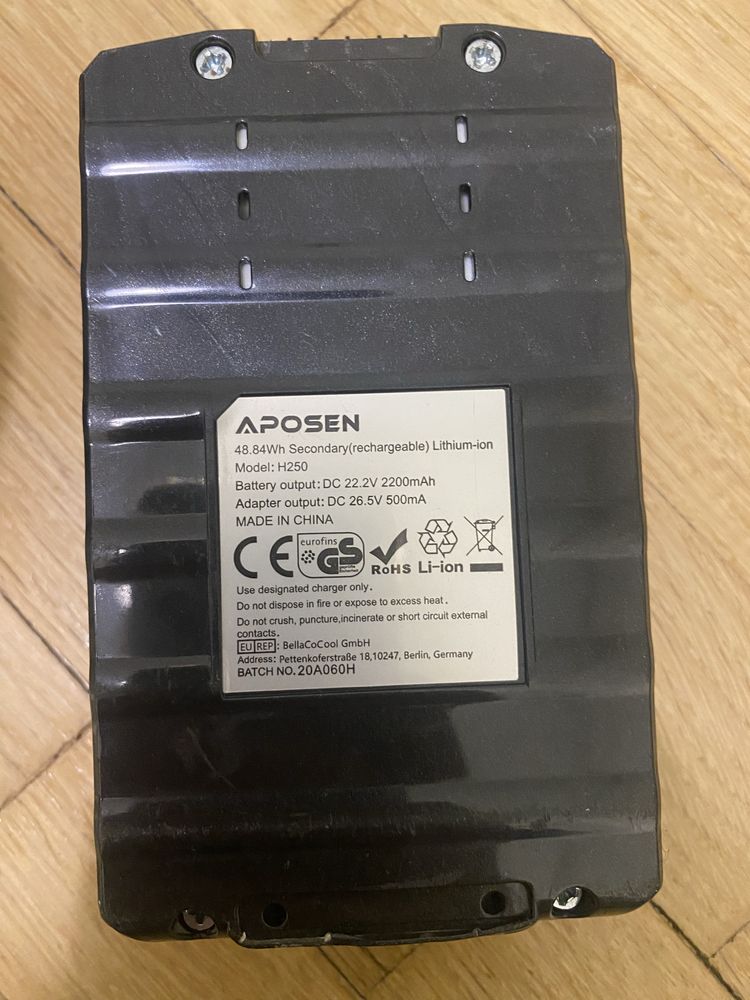 APOSEN
48.84Wh Secondary(rechargeable) Lithium-ion
Model: H250
Battery output: DC 22.2V 2200mAh
Adapter output: DC 26.5V 500mA
MADE IN CHINA
CE eurofins GS RoHS Li-ion
Use designated charger only.
Do not dispose in fire or expose to excess heat.
Do not crush, puncture,incinerate or short circuit external
contacts.
EU REP: BellaCoCool GmbH
Address: Pettenkoferstraße 18,10247, Berlin, Germany
BATCH NO. 20A060H